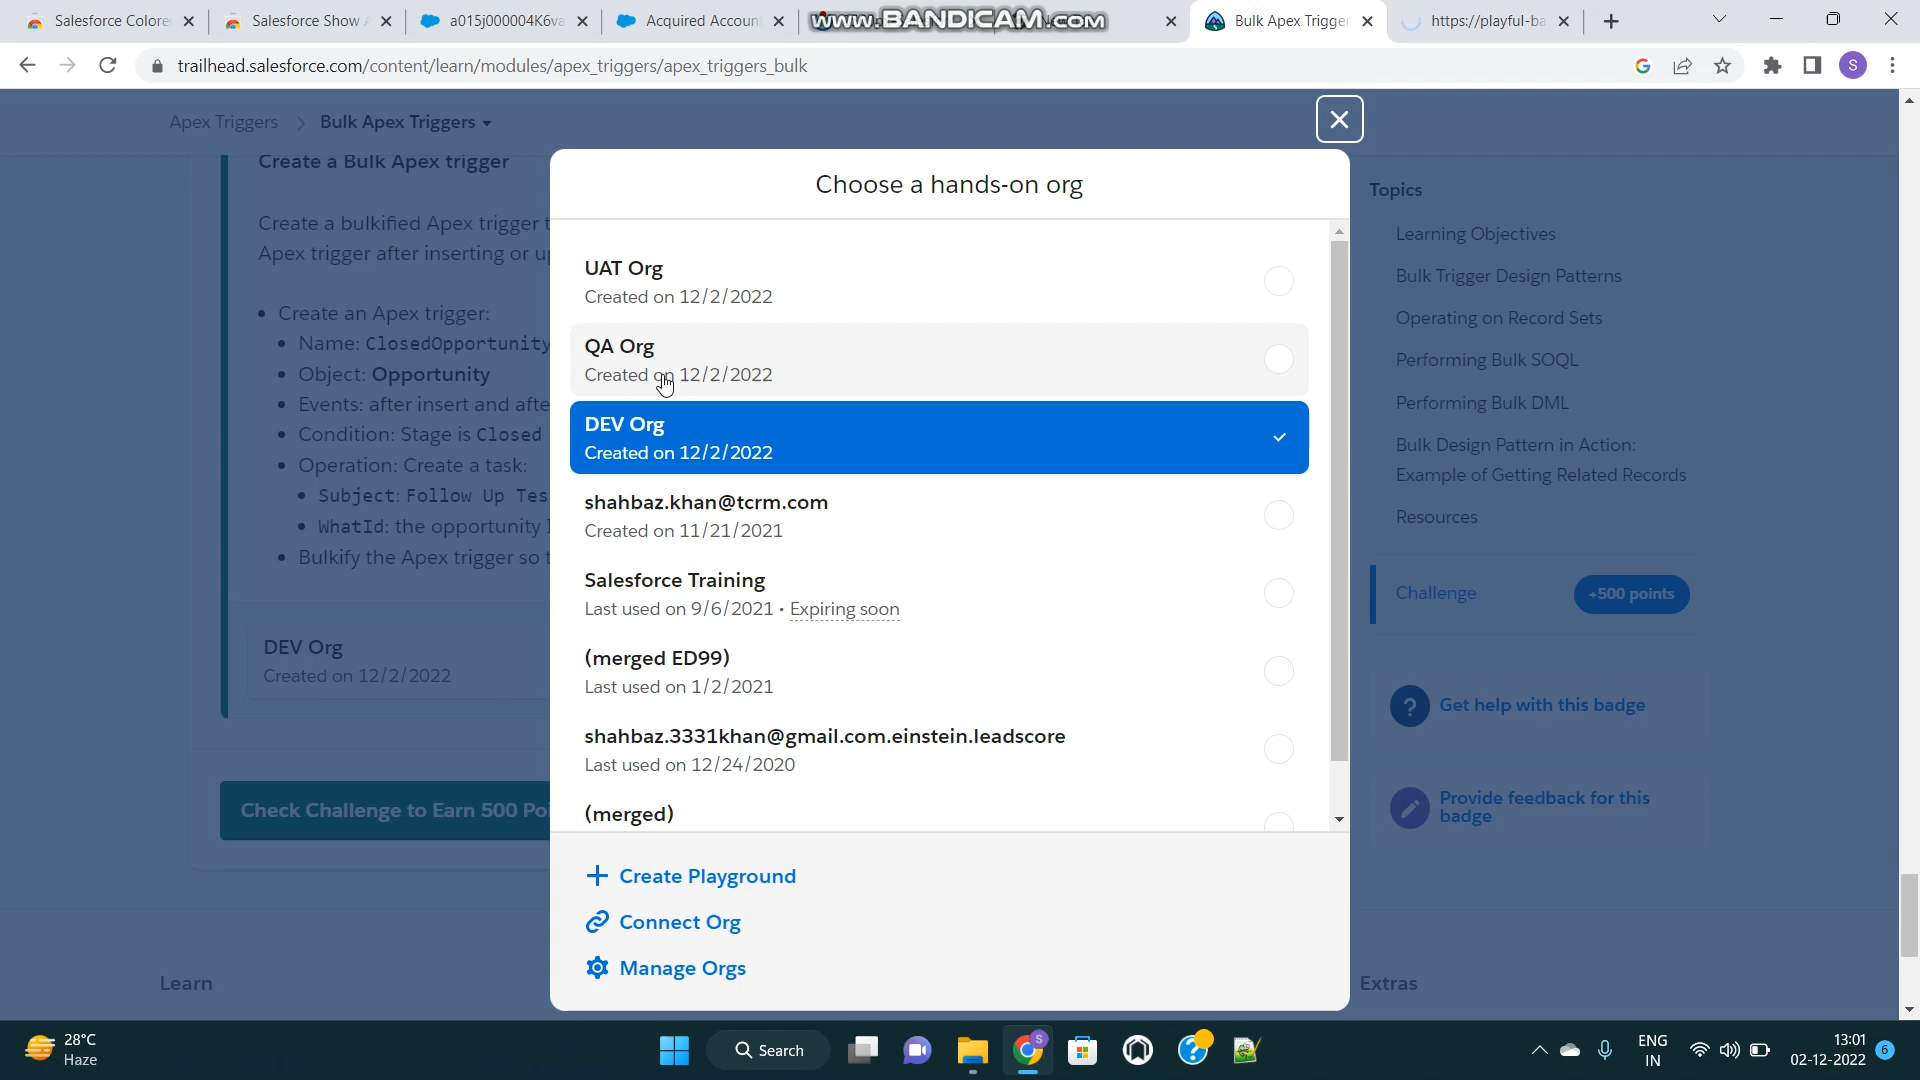 Salesforce Colore
Salesforce Show A
a015j000004K6va
Acquired Accoun
www.BANDICAM.com
Bulk Apex Trigge
https://playful-ba
trailhead.salesforce.com/content/learn/modules/apex_triggers/apex_triggers_bulk
S
Apex Triggers
Bulk Apex Triggers
Create a Bulk Apex trigger
Create a bulkified Apex trigger t
Apex trigger after inserting or u
Create an Apex trigger:
Name: ClosedOpportunity
Object: Opportunity
Events: after insert and afte
Condition: Stage is Closed
Operation: Create a task:
Subject: Follow Up Tes
WhatId: the opportunity I
Bulkify the Apex trigger so t
DEV Org
Created on 12/2/2022
Check Challenge to Earn 500 Poi
Learn
Choose a hands-on org
UAT Org
Created on 12/2/2022
QA Org
Created on 12/2/2022
DEV Org
Created on 12/2/2022
shahbaz.khan@tcrm.com
Created on 11/21/2021
Salesforce Training
Last used on 9/6/2021 • Expiring soon
(merged ED99)
Last used on 1/2/2021
shahbaz.3331khan@gmail.com.einstein.leadscore
Last used on 12/24/2020
(merged)
Create Playground
Connect Org
Manage Orgs
Topics
Learning Objectives
Bulk Trigger Design Patterns
Operating on Record Sets
Performing Bulk SOQL
Performing Bulk DML
Bulk Design Pattern in Action:
Example of Getting Related Records
Resources
Challenge
+500 points
Get help with this badge
Provide feedback for this
badge
Extras
28°C
Haze
Search
S
ENG
IN
13:01
02-12-2022
6